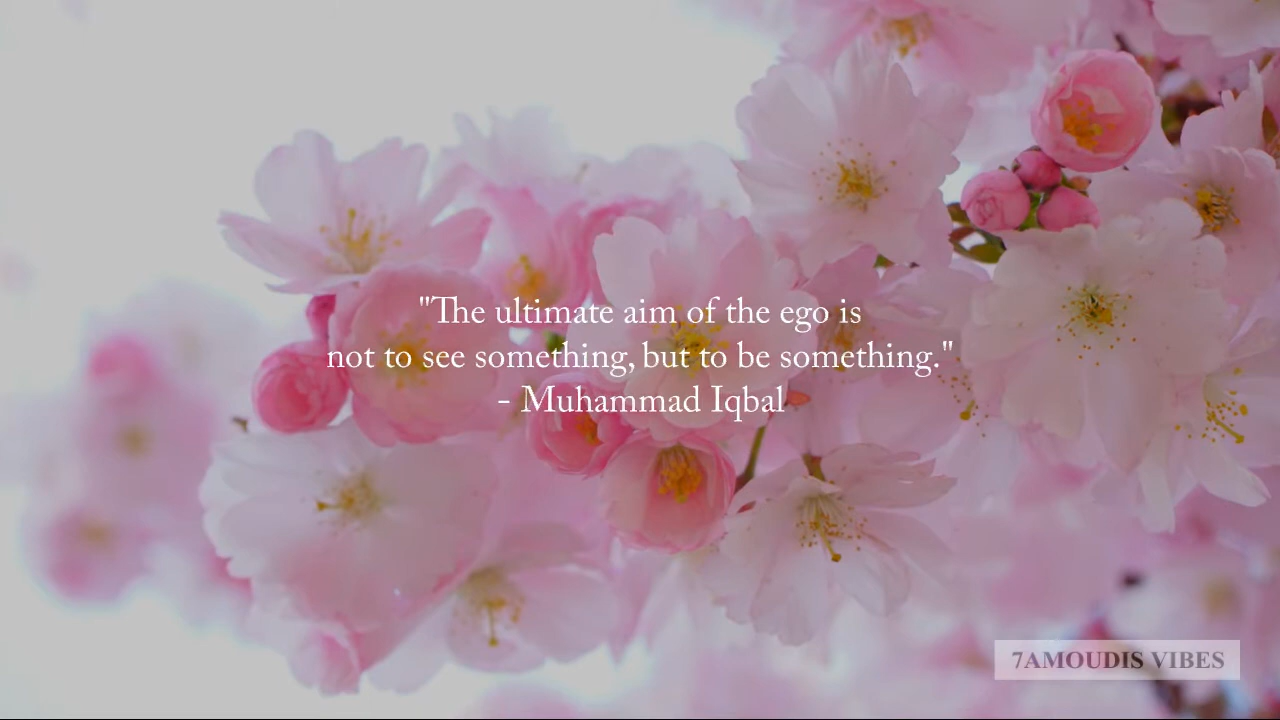 "The ultimate aim of the ego is
not to see something, but to be something."
- Muhammad Iqbal
7AMOUDIS VIBES